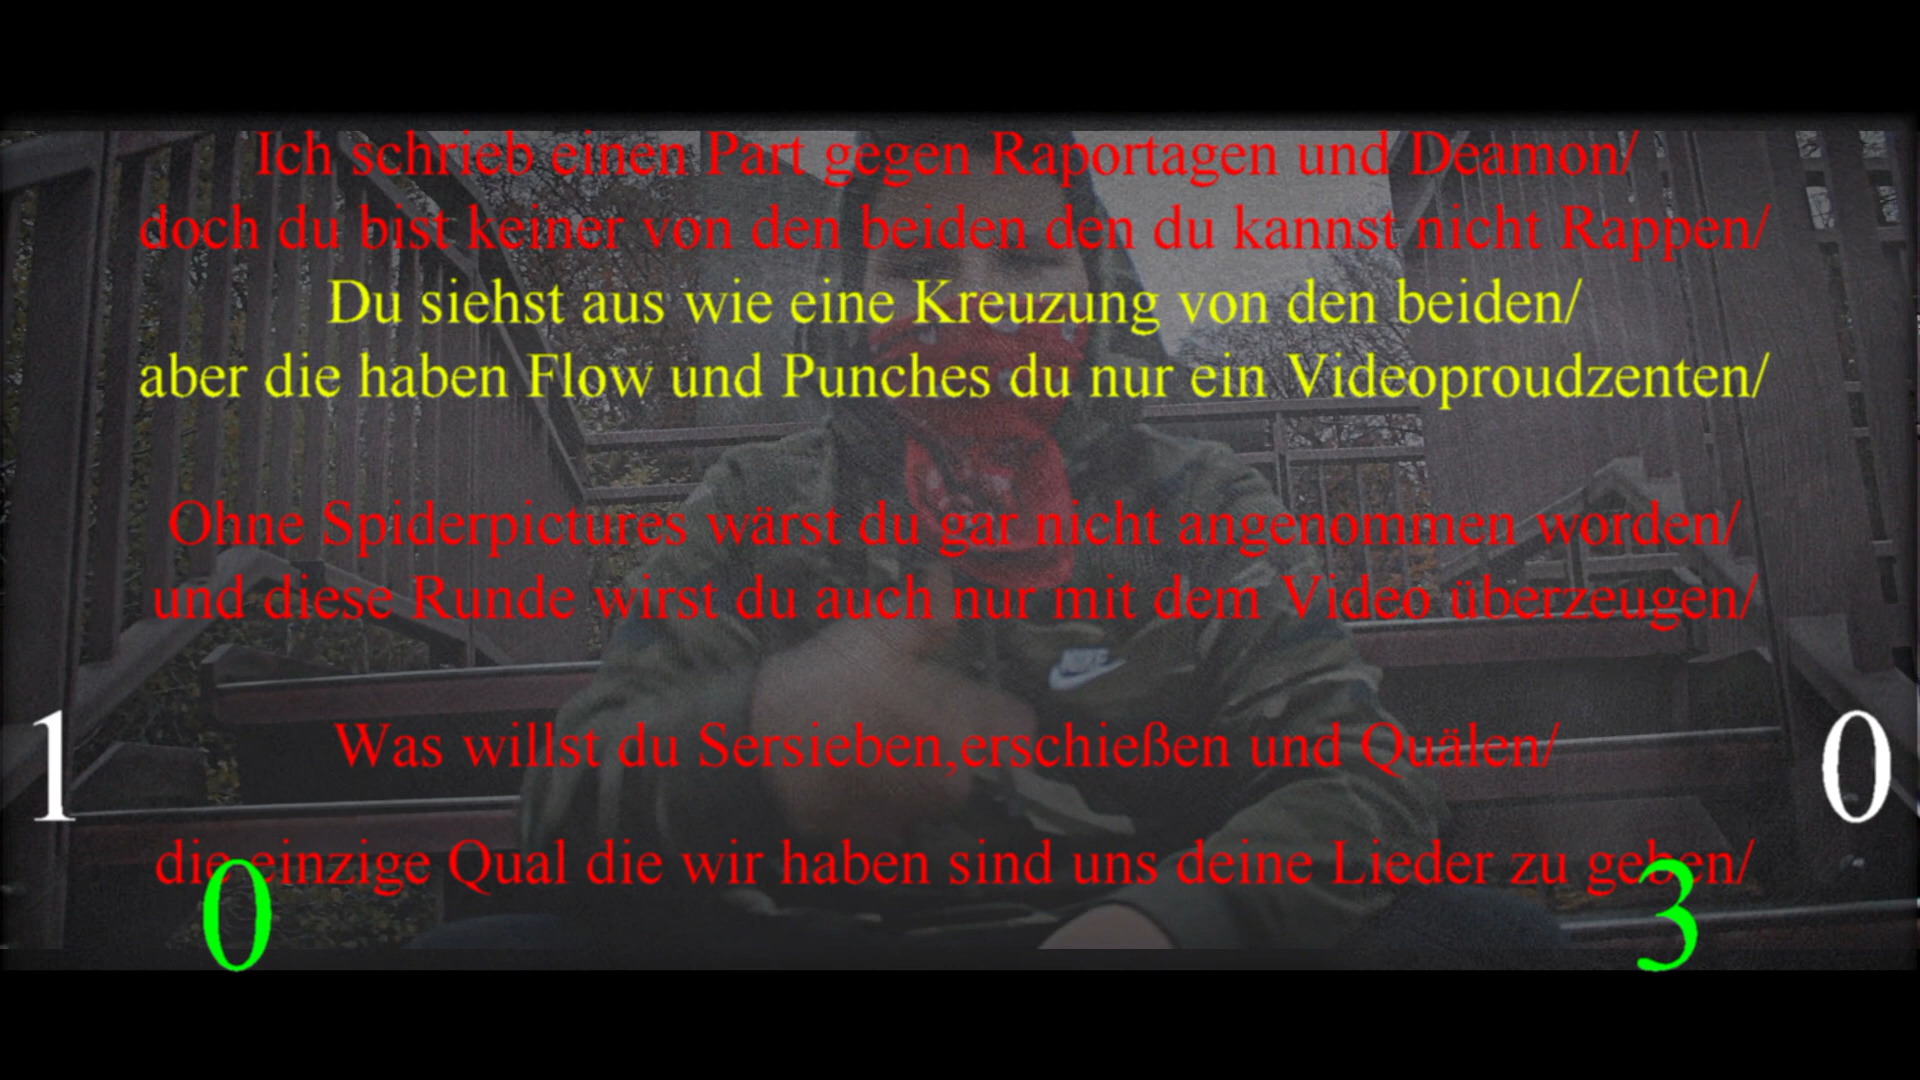 Ich schrieb einen Part gegen Raportagen und Deamon/
doch du bist keiner von den beiden den du kannst nicht Rappen/
Du siehst aus wie eine Kreuzung von den beiden/
aber die haben Flow und Punches du nur ein Videoproudzenten/
Ohne Spiderpictures wärst du gar nicht angenommen worden/
und diese Runde wirst du auch nur mit dem Video überzeugen/
NIKE
Was willst du Sersieben,erschießen und Quälen/
1
0
die einzige Qual die wir haben sind uns deine Lieder zu geben/
0
3